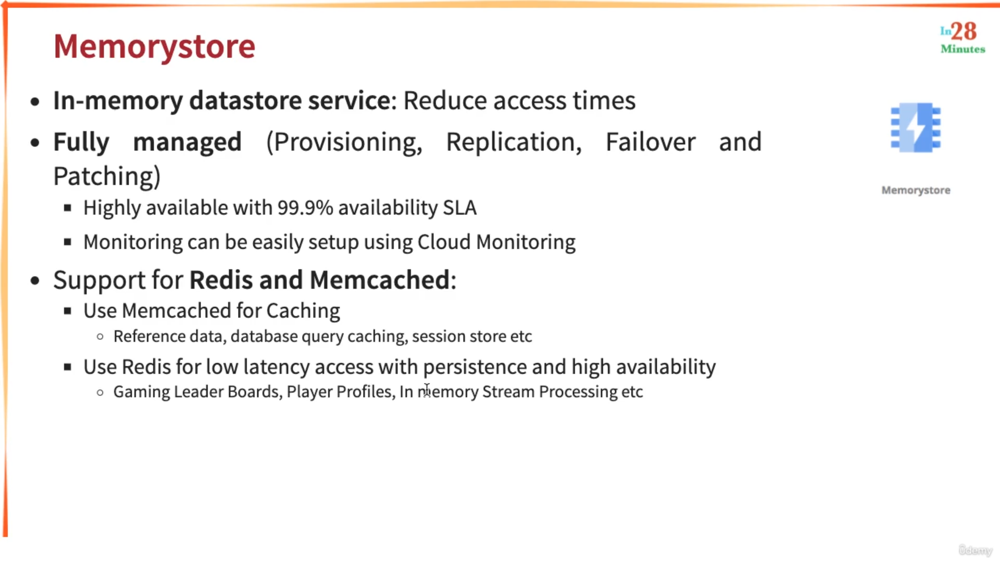 Memorystore
In28
Minutes
• In-memory datastore service: Reduce access times
• Fully managed (Provisioning, Replication, Failover and
Patching)
▪ Highly available with 99.9% availability SLA
▪ Monitoring can be easily setup using Cloud Monitoring
• Support for Redis and Memcached:
▪ Use Memcached for Caching
○ Reference data, database query caching, session store etc
▪ Use Redis for low latency access with persistence and high availability
○ Gaming Leader Boards, Player Profiles, In memory Stream Processing etc
Memorystore
ûdemy